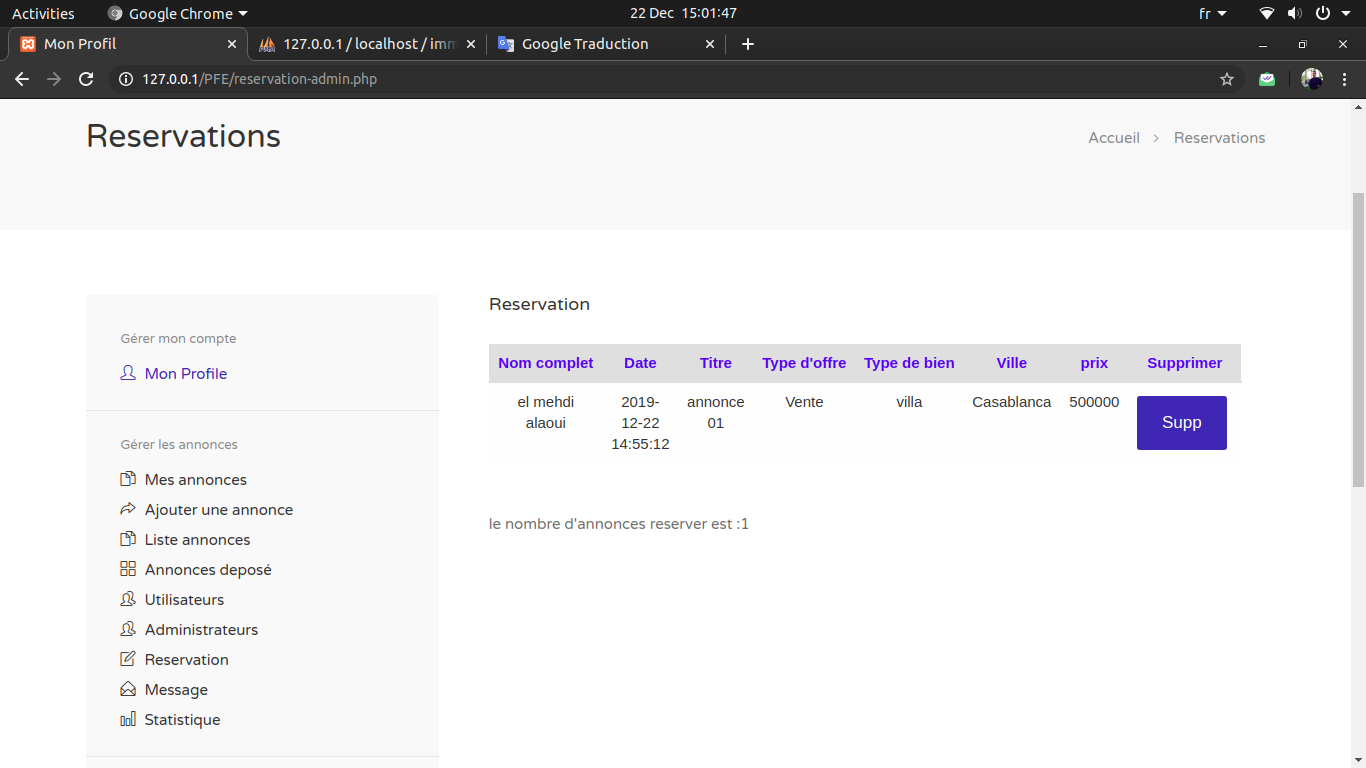 Activities
Google Chrome
22 Dec 15:01:47
fr
Mon Profil
127.0.0.1 / localhost / imm
Google Traduction
127.0.0.1/PFE/reservation-admin.php
Reservations
Accueil > Reservations
Gérer mon compte
Mon Profile
Gérer les annonces
Mes annonces
Ajouter une annonce
Liste annonces
Annonces deposé
Utilisateurs
Administrateurs
Reservation
Message
Statistique
Reservation
Nom complet Date Titre Type d'offre Type de bien Ville prix Supprimer
el mehdi 2019- annonce Vente villa Casablanca 500000
alaoui 12-22 01 Supp
14:55:12
le nombre d'annonces reserver est :1